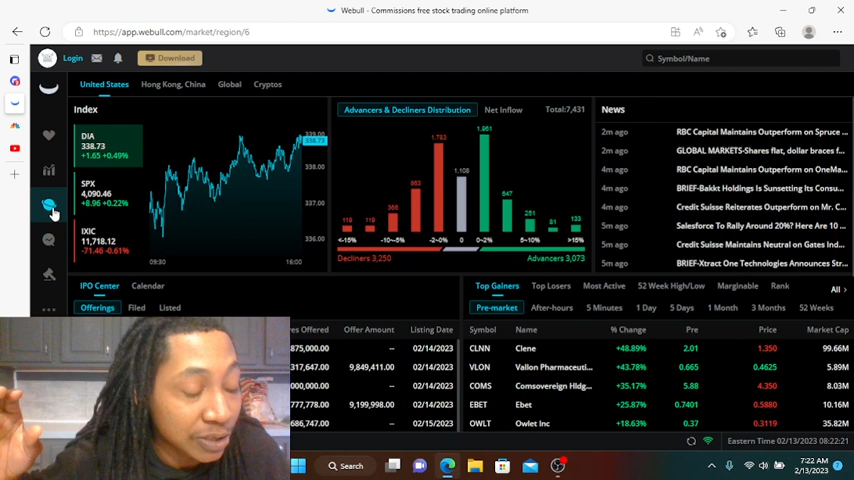 Webull - Commissions free stock trading online platform
https://app.webull.com/market/region/6
Login
Download
Symbol/Name
United States Hong Kong, China Global Cryptos
Index
DIA
338.73
+1.65 +0.49%
SPX
4,090.46
+8.96 +0.22%
IXIC
11,718.12
-71.46 -0.61%
339.00
338.73
338.00
337.00
336.00
09:30 16:00
Advancers & Decliners Distribution Net Inflow Total:7,431
119 119 366 863 1,783 1,108 1,961 647 251 81 133
<-15% -10~-5% -2~0% 0 0~2% 5~10% >15%
Decliners 3,250 Advancers 3,073
News
2m ago RBC Capital Maintains Outperform on Spruce ...
2m ago GLOBAL MARKETS-Shares flat, dollar braces f...
4m ago RBC Capital Maintains Outperform on OneMa...
4m ago BRIEF-Bakkt Holdings Is Sunsetting Its Consu...
4m ago Credit Suisse Reiterates Outperform on Mr. C...
5m ago Salesforce To Rally Around 20%? Here Are 10 ...
5m ago Credit Suisse Maintains Neutral on Gates Ind...
5m ago BRIEF-Xtract One Technologies Announces Str...
IPO Center Calendar
Offerings Filed Listed
res Offered Offer Amount Listing Date
875,000.00 -- 02/14/2023
317,647.00 9,849,411.00 02/14/2023
000,000.00 -- 02/14/2023
777,778.00 9,199,998.00 02/14/2023
686,747.00 -- 02/15/2023
Top Gainers Top Losers Most Active 52 Week High/Low Marginable Rank All >
Pre-market After-hours 5 Minutes 1 Day 5 Days 1 Month 3 Months 52 Weeks
Symbol Name % Change Pre Price Market Cap
CLNN Clene +48.89% 2.01 1.350 99.66M
VLON Vallon Pharmaceuti... +43.78% 0.665 0.4625 5.89M
COMS Comsovereign Hldg... +35.17% 5.88 4.350 8.03M
EBET Ebet +25.87% 0.7401 0.5880 10.16M
OWLT Owlet Inc +18.63% 0.37 0.3119 35.82M
Eastern Time 02/13/2023 08:22:21
Search
7:22 AM
2/13/2023